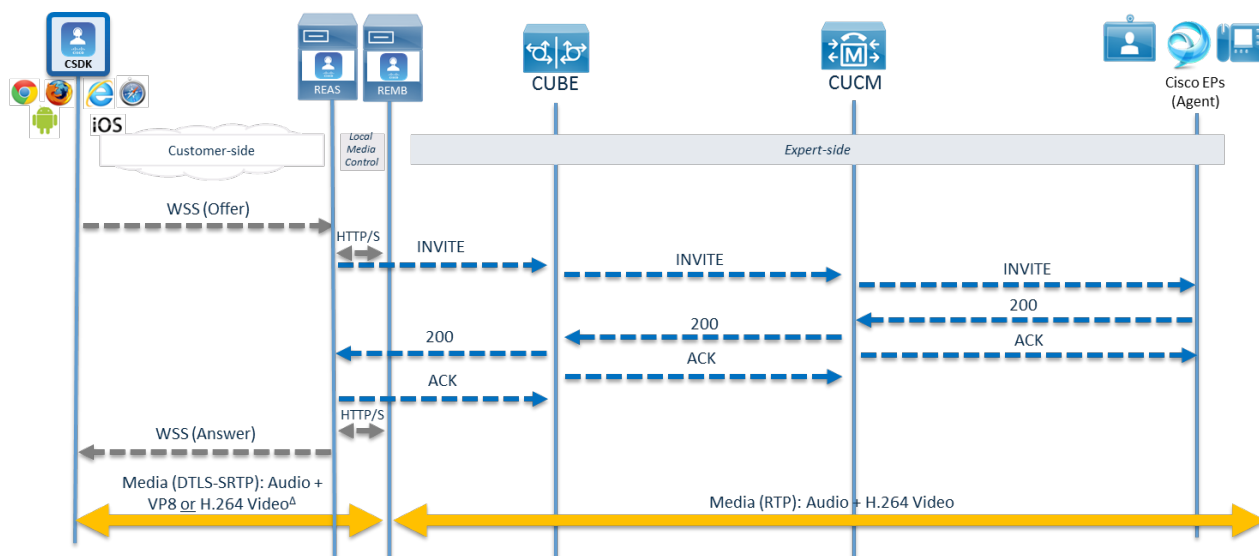 CSDK
REAS
REMB
CUBE
CUCM
M
Cisco EPs
(Agent)
iOS
Customer-side
Local
Media
Control
Expert-side
WSS (Offer)
HTTP/S
INVITE
INVITE
INVITE
200
200
200
ACK
ACK
ACK
HTTP/S
WSS (Answer)
Media (DTLS-SRTP): Audio +
VP8 or H.264 VideoΔ
Media (RTP): Audio + H.264 Video